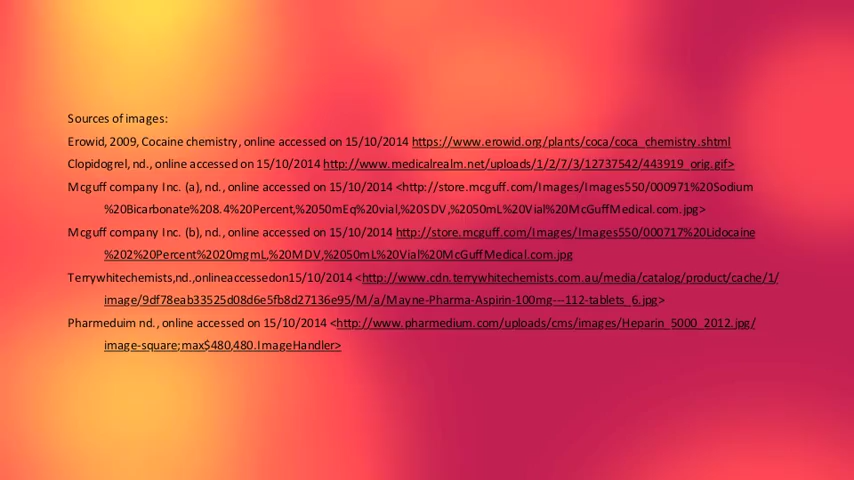 Sources of images:
Erowid, 2009, Cocaine chemistry, online accessed on 15/10/2014 https://www.erowid.org/plants/coca/coca_chemistry.shtml
Clopidogrel, nd., online accessed on 15/10/2014 http://www.medicalrealm.net/uploads/1/2/7/3/12737542/443919_orig.gif>
Mcguff company Inc. (a), nd., online accessed on 15/10/2014 <http://store.mcguff.com/Images/Images550/000971%20Sodium
%20Bicarbonate%208.4%20Percent,%2050mEq%20vial,%20SDV,%2050mL%20Vial%20McGuffMedical.com.jpg>
Mcguff company Inc. (b), nd., online accessed on 15/10/2014 http://store.mcguff.com/Images/Images550/000717%20Lidocaine
%202%20Percent%2020mgmL,%20MDV,%2050mL%20Vial%20McGuffMedical.com.jpg
Terrywhitechemists,nd.,onlineaccessedon15/10/2014 <http://www.cdn.terrywhitechemists.com.au/media/catalog/product/cache/1/
image/9df78eab33525d08d6e5fb8d27136e95/M/a/Mayne-Pharma-Aspirin-100mg---112-tablets_6.jpg>
Pharmeduim nd., online accessed on 15/10/2014 <http://www.pharmedium.com/uploads/cms/images/Heparin_5000_2012.jpg/
image-square;max$480,480.ImageHandler>